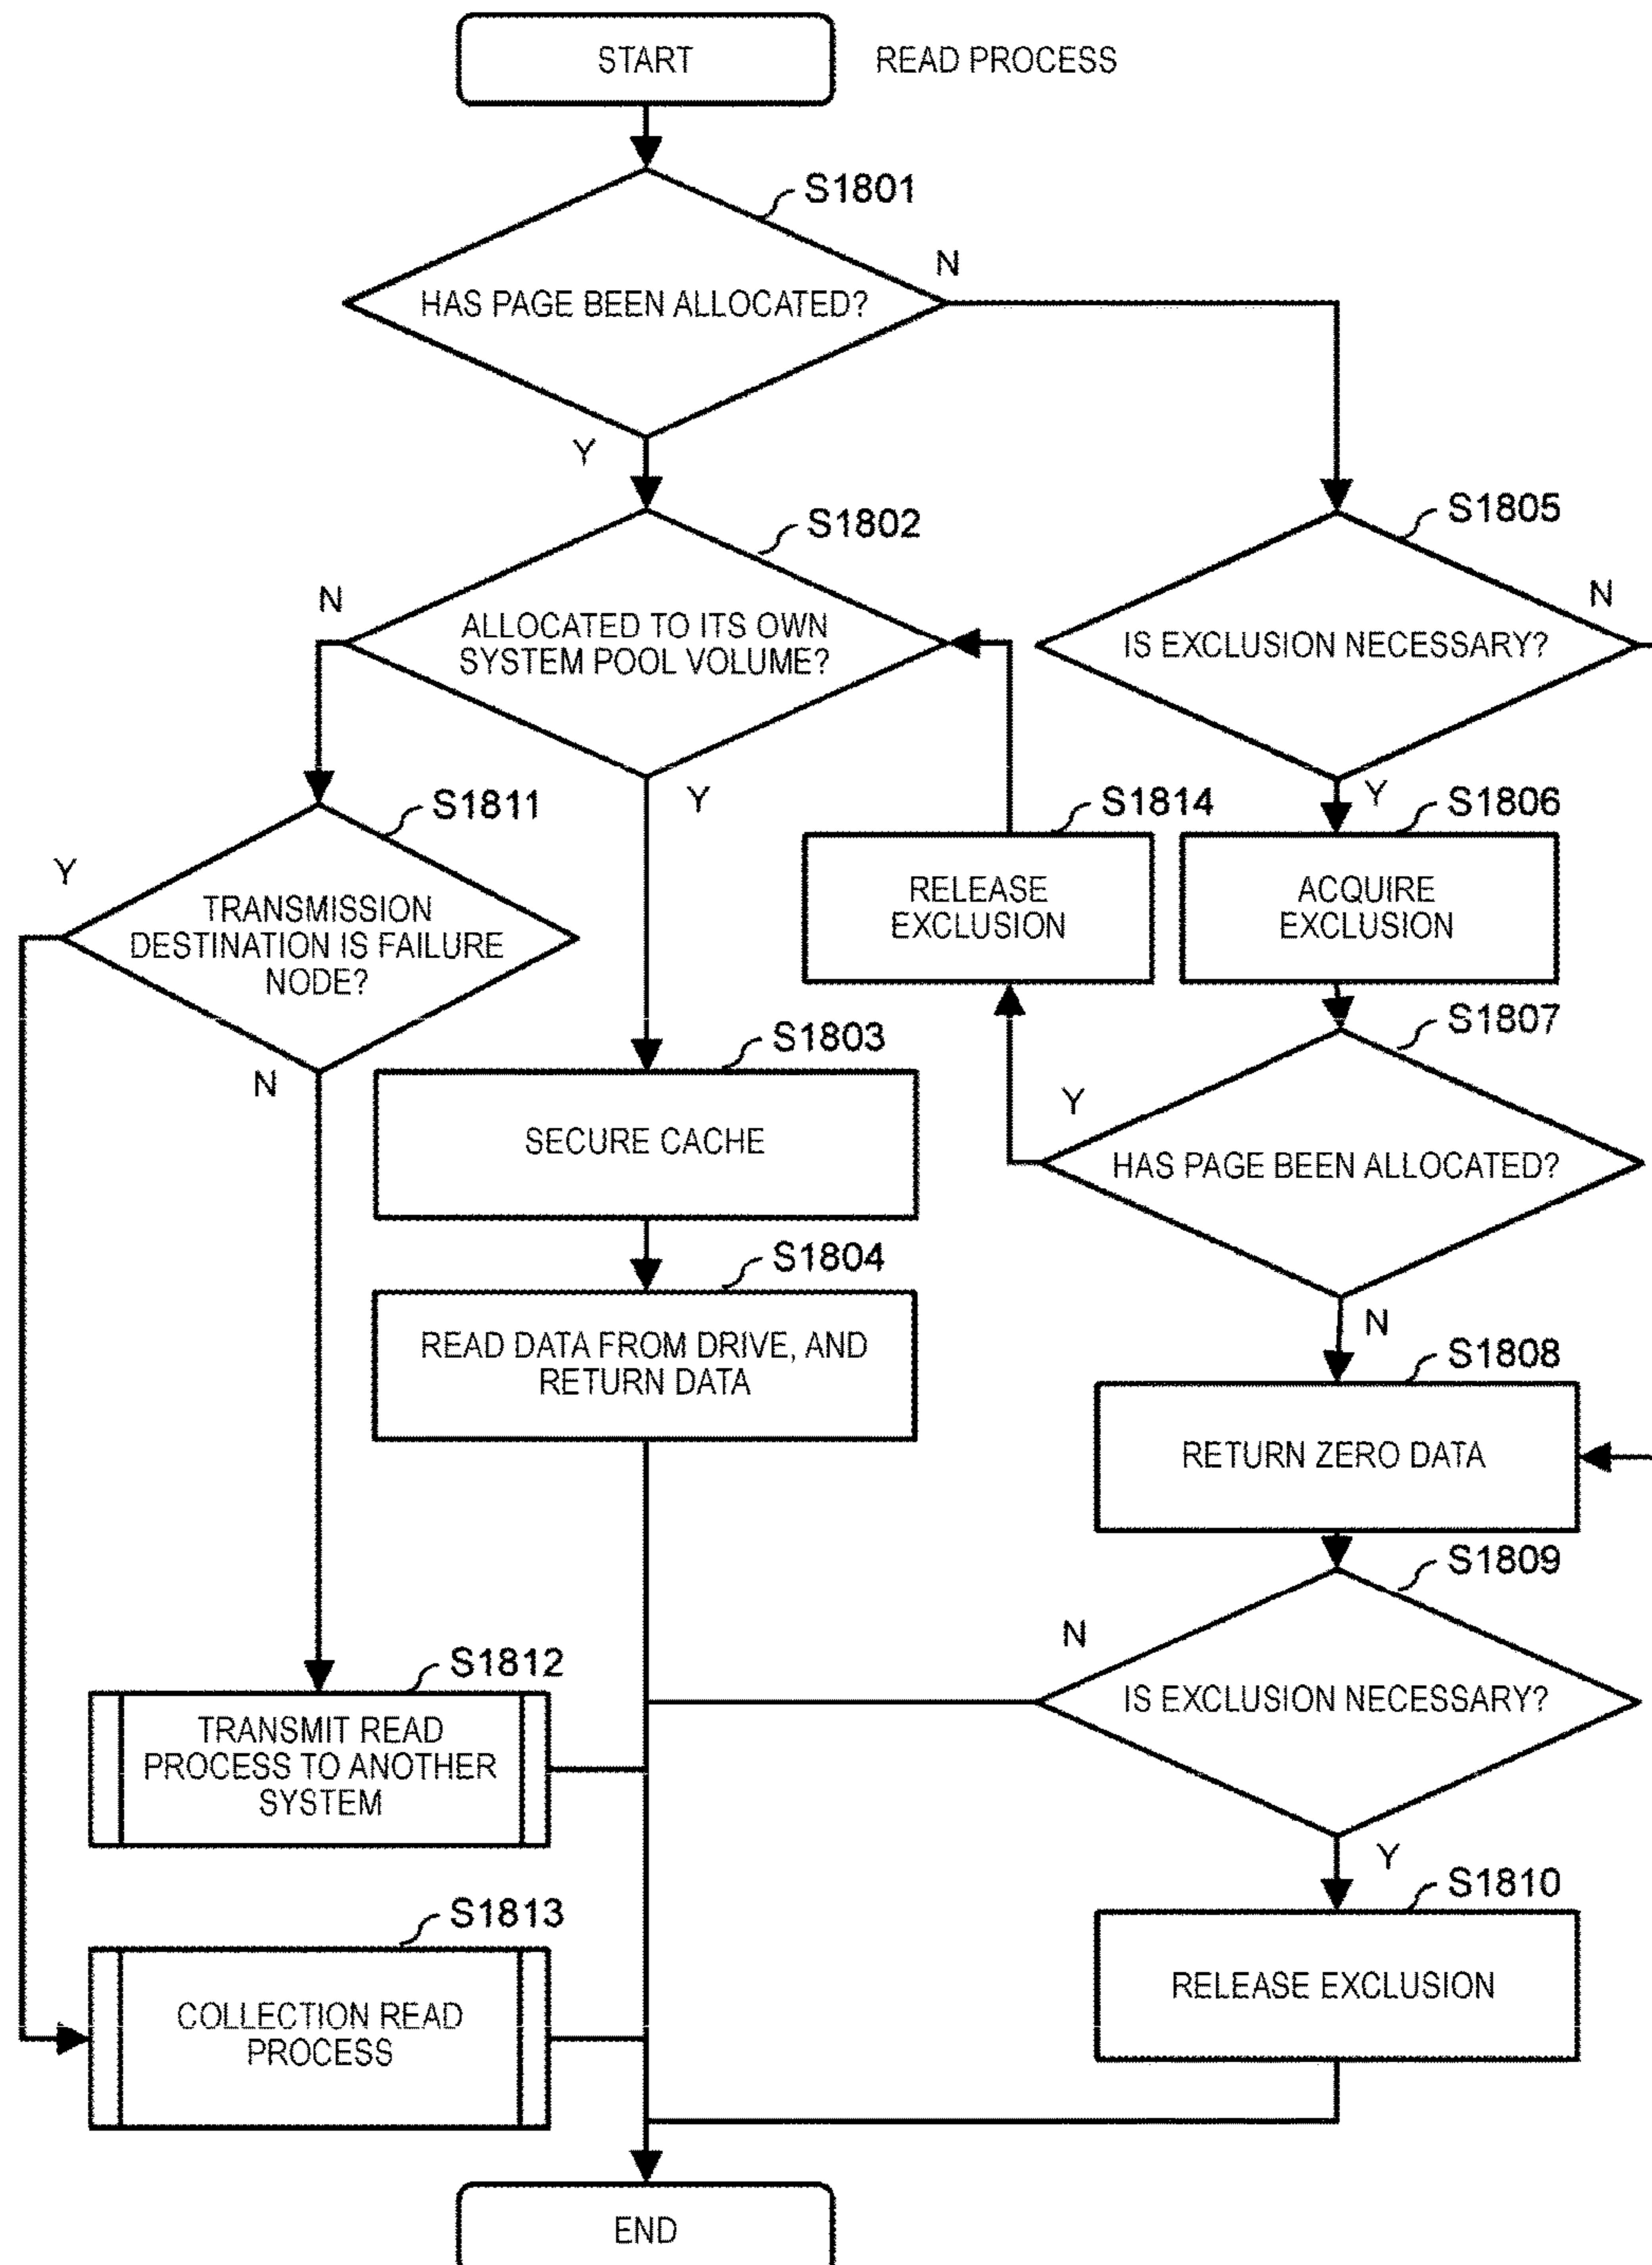 START
READ PROCESS
S1801
HAS PAGE BEEN ALLOCATED?
N
Y
S1802
ALLOCATED TO ITS OWN
SYSTEM POOL VOLUME?
N
Y
S1805
IS EXCLUSION NECESSARY?
N
Y
S1811
TRANSMISSION
DESTINATION IS FAILURE
NODE?
Y
N
S1814
RELEASE
EXCLUSION
S1806
ACQUIRE
EXCLUSION
S1807
HAS PAGE BEEN ALLOCATED?
Y
N
S1803
SECURE CACHE
S1804
READ DATA FROM DRIVE, AND
RETURN DATA
S1808
RETURN ZERO DATA
S1809
IS EXCLUSION NECESSARY?
N
Y
S1812
TRANSMIT READ
PROCESS TO ANOTHER
SYSTEM
S1813
COLLECTION READ
PROCESS
S1810
RELEASE EXCLUSION
END